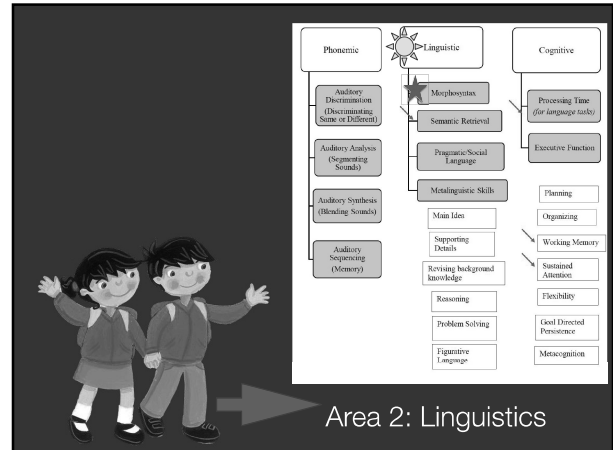 Phonemic
Auditory
Discrimination
(Discriminating
Same or Different)
Auditory Analysis
(Segmenting
Sounds)
Auditory Synthesis
(Blending Sounds)
Auditory
Sequencing
(Memory)
Linguistic
Morphosyntax
Semantic Retrieval
Pragmatic/Social
Language
Metalinguistic Skills
Main Idea
Supporting
Details
Revising background
knowledge
Reasoning
Problem Solving
Figurative
Language
Cognitive
Processing Time
(for language tasks)
Executive Function
Planning
Organizing
Working Memory
Sustained
Attention
Flexibility
Goal Directed
Persistence
Metacognition
Area 2: Linguistics